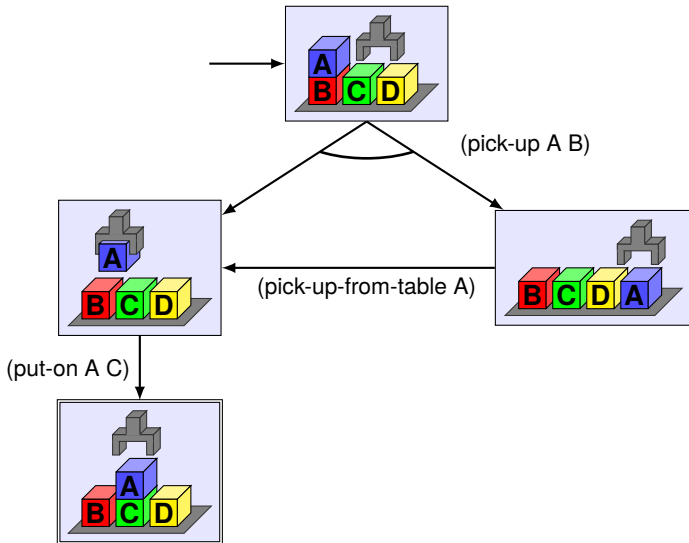 A
B C D
(pick-up A B)
A
B C D
B C D A
(pick-up-from-table A)
(put-on A C)
A
B C D